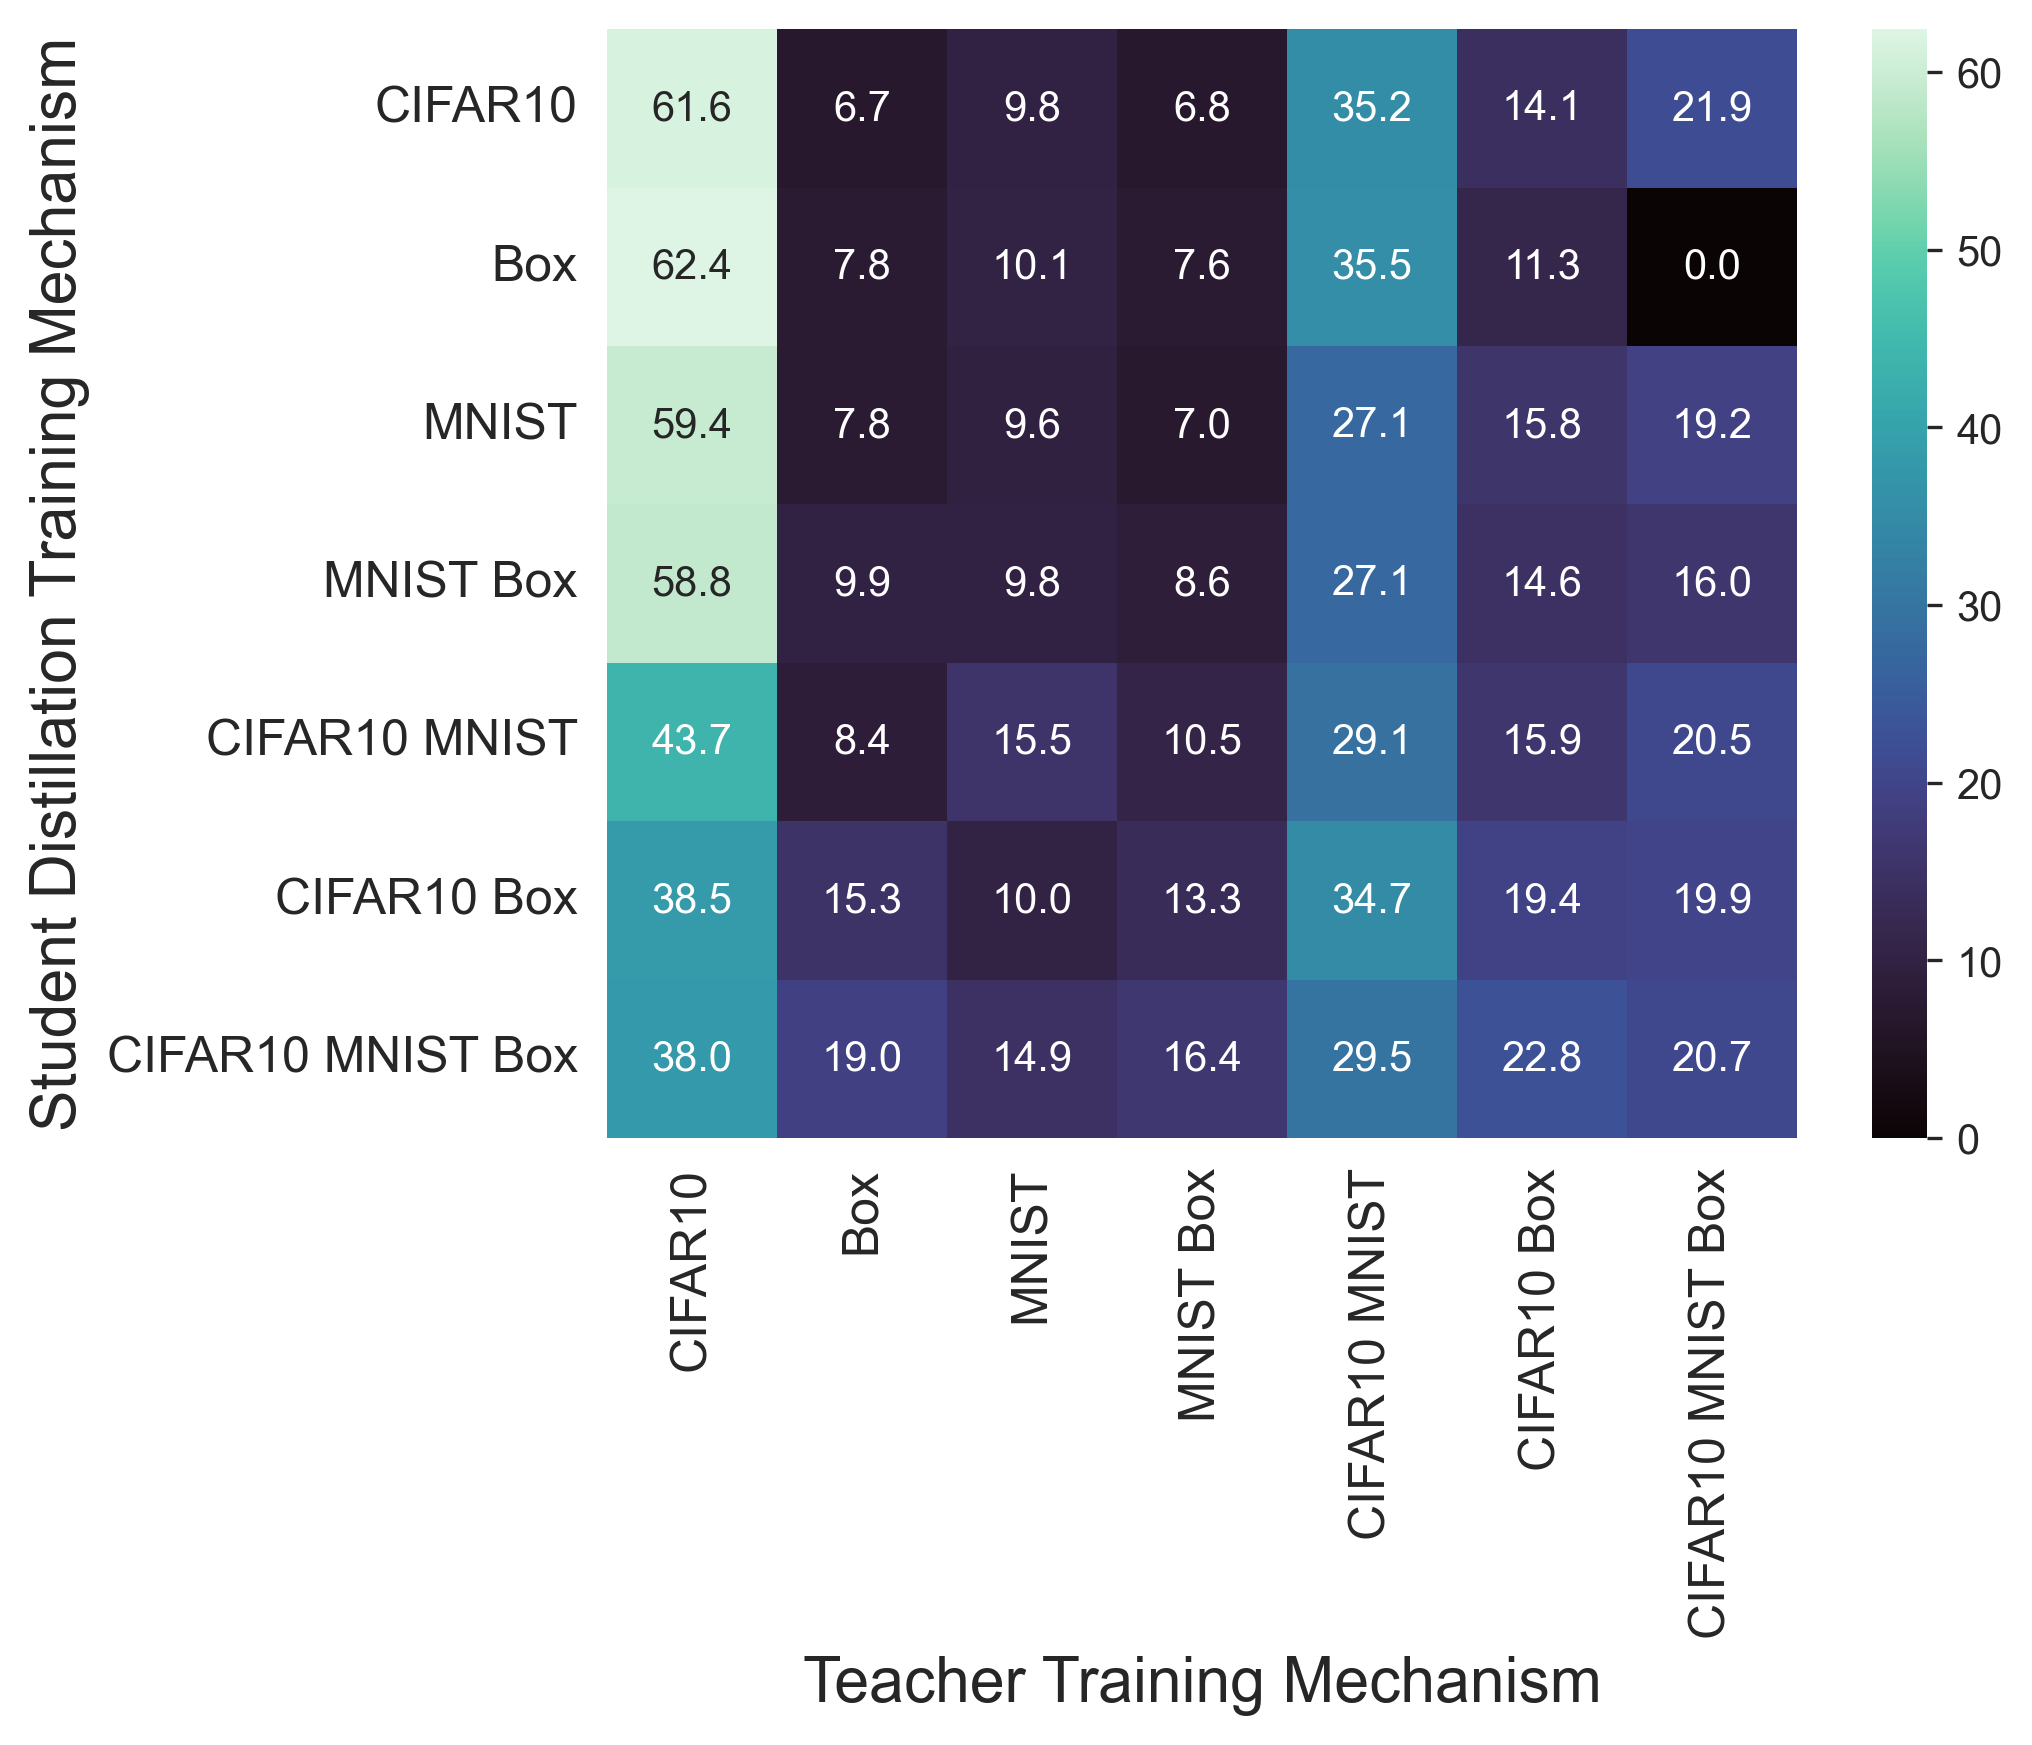 Student Distillation Training Mechanism
CIFAR10 61.6 6.7 9.8 6.8 35.2 14.1 21.9
Box 62.4 7.8 10.1 7.6 35.5 11.3 0.0
MNIST 59.4 7.8 9.6 7.0 27.1 15.8 19.2
MNIST Box 58.8 9.9 9.8 8.6 27.1 14.6 16.0
CIFAR10 MNIST 43.7 8.4 15.5 10.5 29.1 15.9 20.5
CIFAR10 Box 38.5 15.3 10.0 13.3 34.7 19.4 19.9
CIFAR10 MNIST Box 38.0 19.0 14.9 16.4 29.5 22.8 20.7
CIFAR10
Box
MNIST
MNIST Box
CIFAR10 MNIST
CIFAR10 Box
CIFAR10 MNIST Box
Teacher Training Mechanism
60
50
40
30
20
10
0